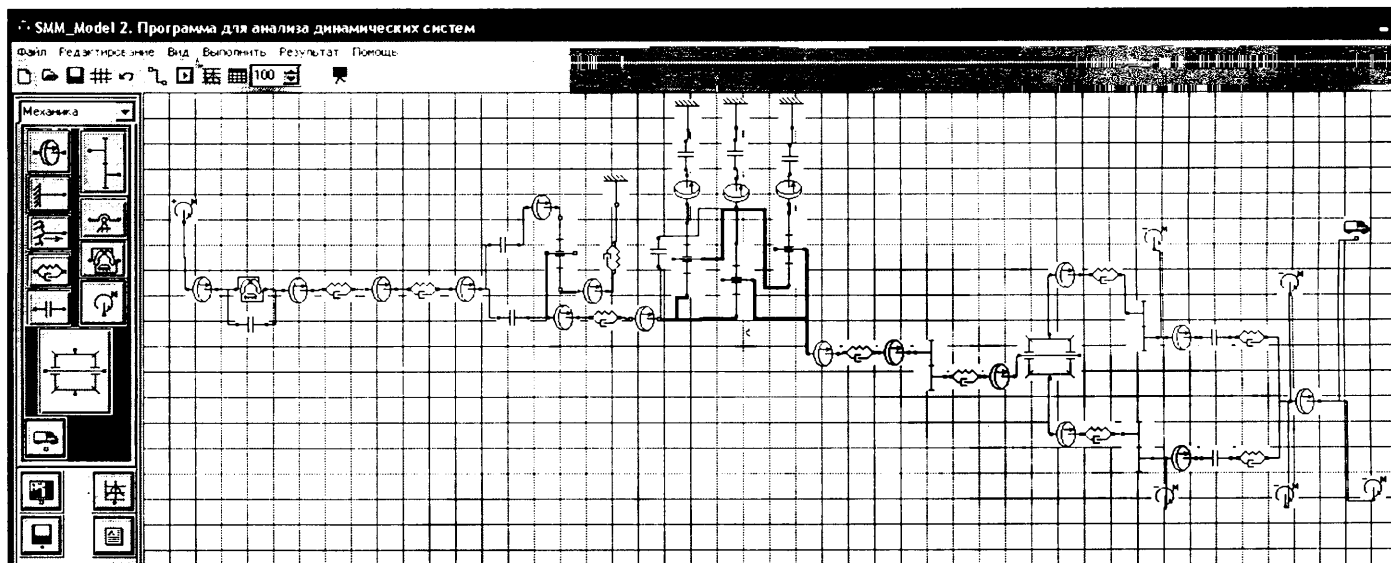 SMM_Model 2. Программа для анализа динамических систем
Файл Редактирование Вид Выполнить Результат Помощь
100
Механика